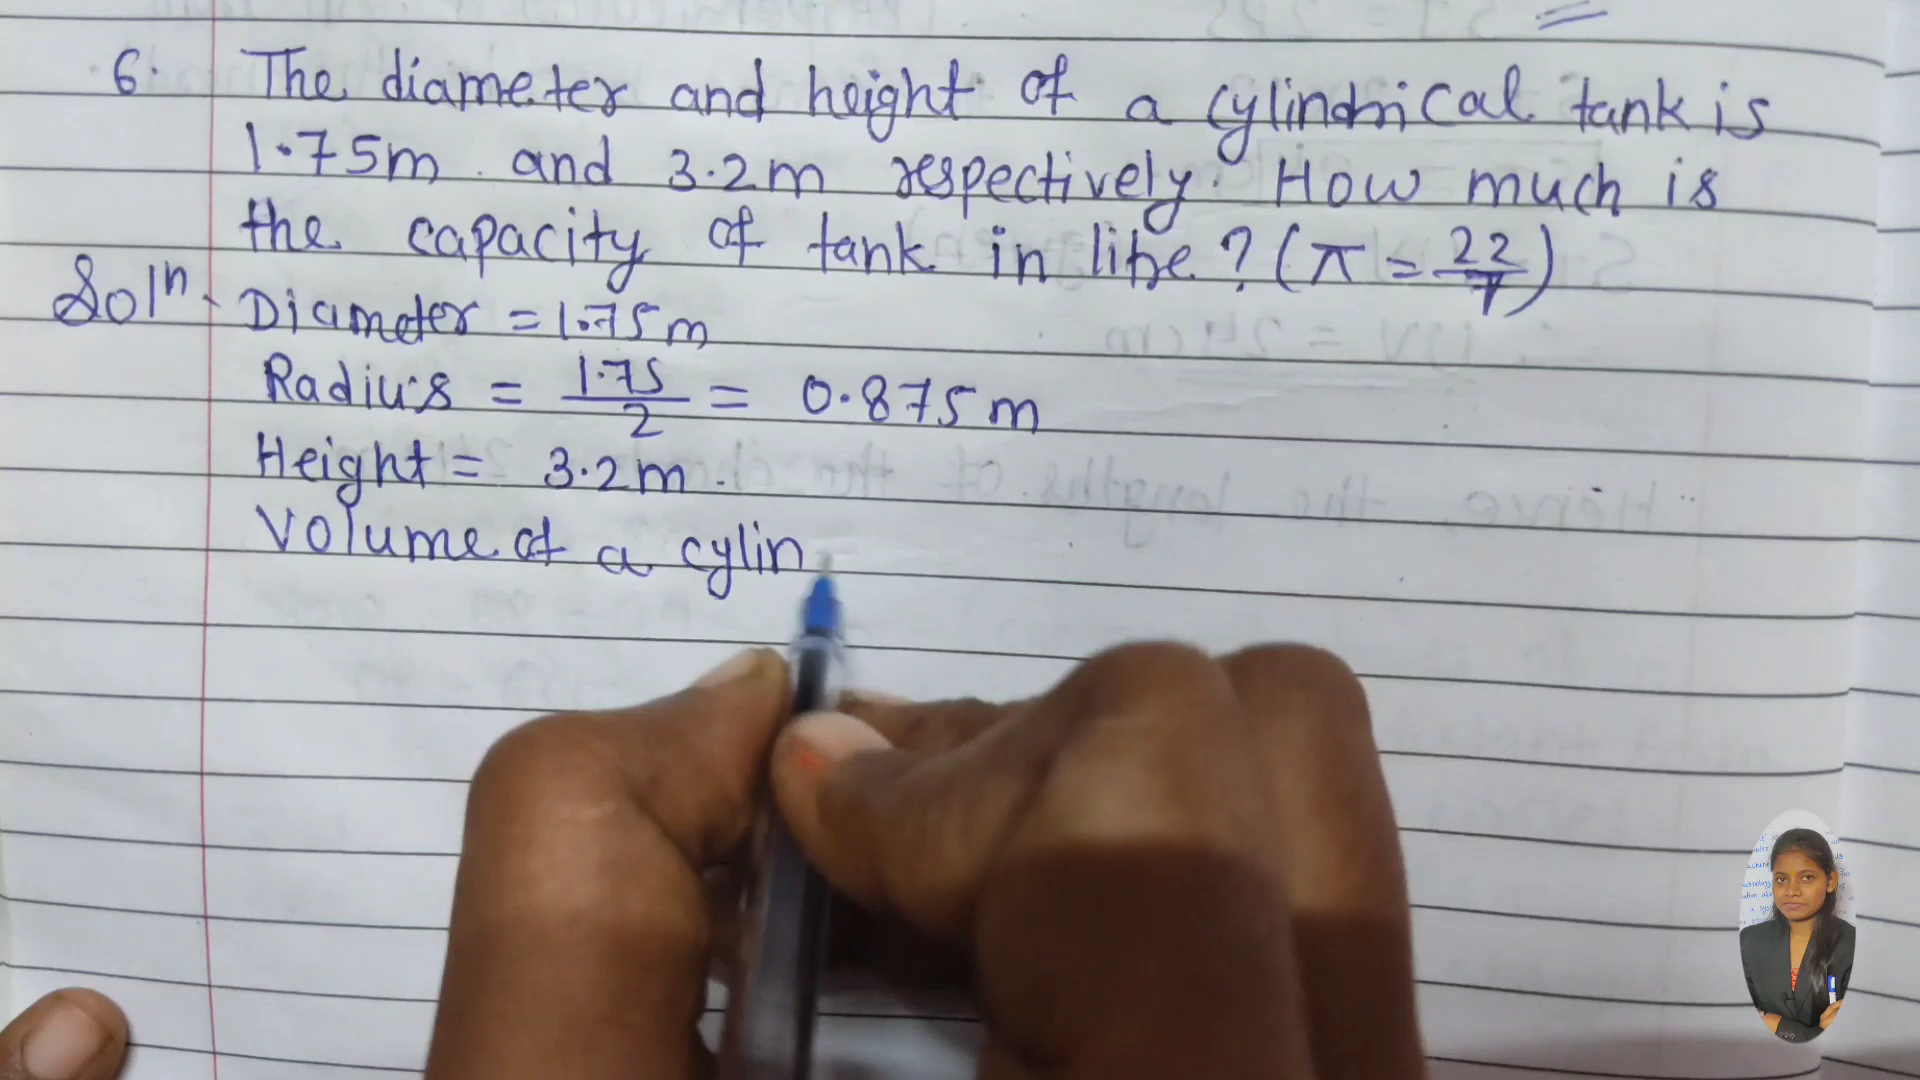 6. The diameter and height of a cylindrical tank is
1.75m and 3.2m respectively. How much is
the capacity of tank in litre? (π = 22/7)
Solⁿ. Diameter = 1.75m
Radius = 1.75/2 = 0.875m
Height = 3.2m.
Volume of a cylin